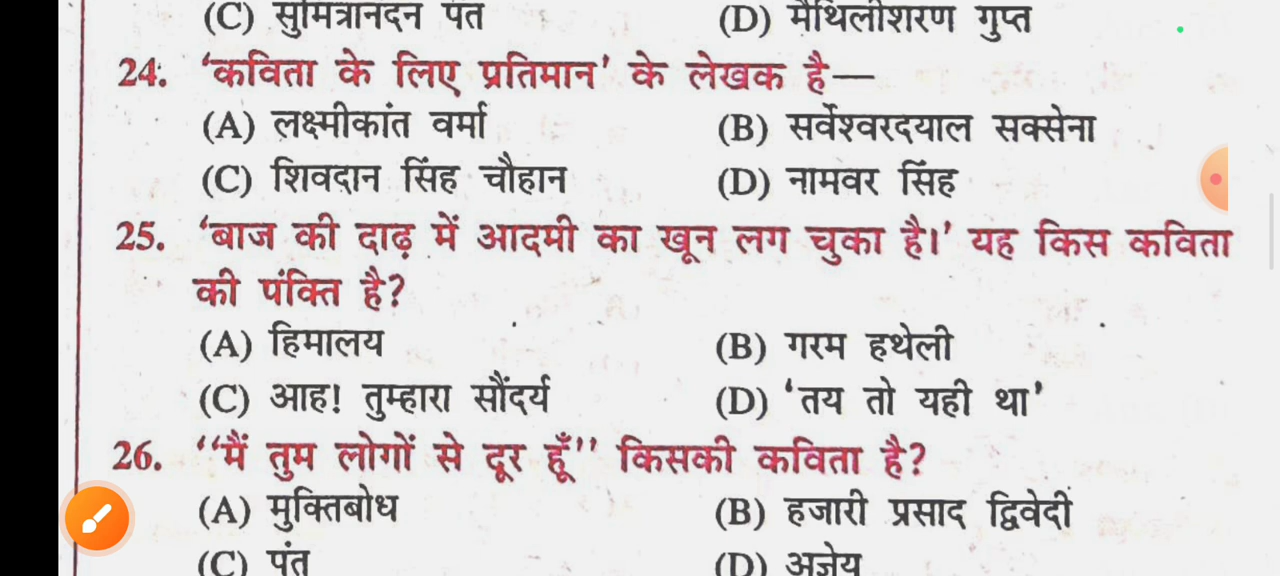 (C) सुमित्रानंदन पंत (D) मैथिलीशरण गुप्त
24. ‘कविता के लिए प्रतिमान’ के लेखक है—
(A) लक्ष्मीकांत वर्मा (B) सर्वेश्वरदयाल सक्सेना
(C) शिवदान सिंह चौहान (D) नामवर सिंह
25. ‘बाज की दाढ़ में आदमी का खून लग चुका है।’ यह किस कविता
की पंक्ति है?
(A) हिमालय (B) गरम हथेली
(C) आह! तुम्हारा सौंदर्य (D) ‘तय तो यही था’
26. “मैं तुम लोगों से दूर हूँ” किसकी कविता है?
(A) मुक्तिबोध (B) हजारी प्रसाद द्विवेदी
(C) पंत (D) अज्ञेय